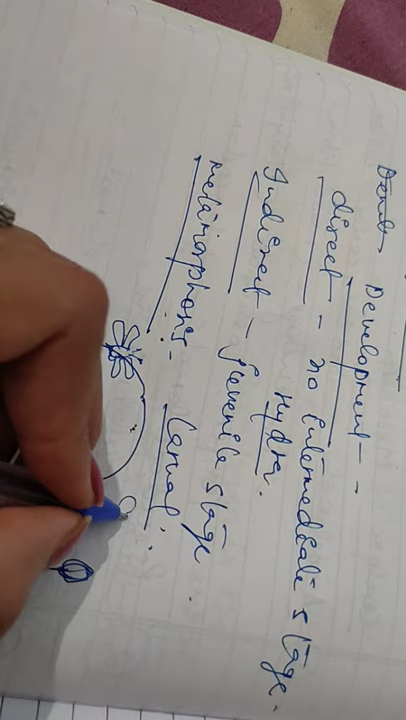 Development -
direct - no intermediate stage.
Hydra.
Indirect - Juvenile stage.
metamorphosis - Larval.